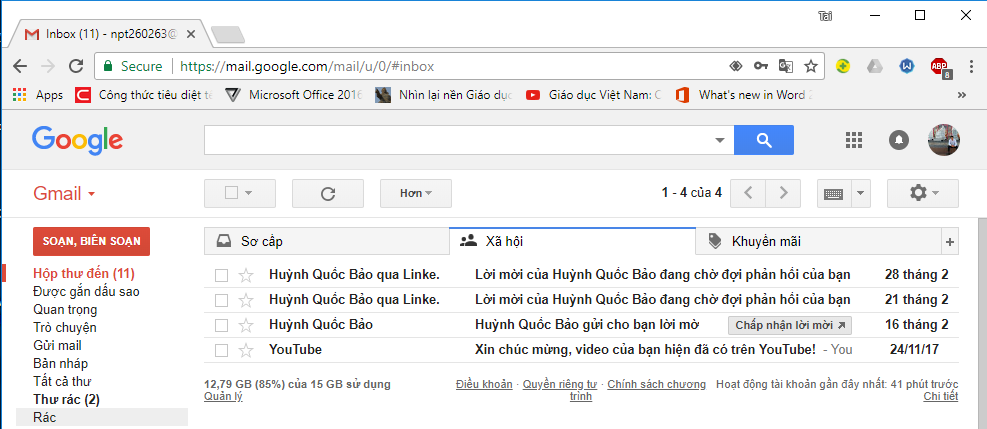 Tai
Inbox (11) - npt260263@
Secure https://mail.google.com/mail/u/0/#inbox
ABP 8
Apps Công thức tiêu diệt tê Microsoft Office 2016 Nhìn lại nền Giáo dục Giáo dục Việt Nam: C What's new in Word »
Google
Gmail Hơn 1 - 4 của 4
SOẠN, BIÊN SOẠN
Sơ cấp Xã hội Khuyến mãi +
Hộp thư đến (11)
Được gắn dấu sao
Quan trọng
Trò chuyện
Gửi mail
Bản nháp
Tất cả thư
Thư rác (2)
Rác
Huỳnh Quốc Bảo qua Linke. Lời mời của Huỳnh Quốc Bảo đang chờ đợi phản hồi của bạn 28 tháng 2
Huỳnh Quốc Bảo qua Linke. Lời mời của Huỳnh Quốc Bảo đang chờ đợi phản hồi của bạn 21 tháng 2
Huỳnh Quốc Bảo Huỳnh Quốc Bảo gửi cho bạn lời mờ Chấp nhận lời mời 16 tháng 2
YouTube Xin chúc mừng, video của bạn hiện đã có trên YouTube! - You 24/11/17
12,79 GB (85%) của 15 GB sử dụng
Quản lý
Điều khoản · Quyền riêng tư · Chính sách chương
trình
Hoạt động tài khoản gần đây nhất: 41 phút trước
Chi tiết